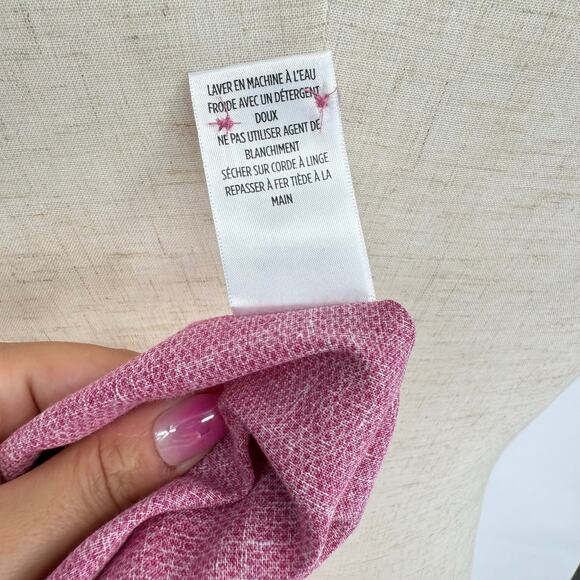 LAVER EN MACHINE À L'EAU
FROIDE AVEC UN DÉTERGENT
DOUX
NE PAS UTILISER AGENT DE
BLANCHIMENT
SÉCHER SUR CORDE À LINGE
REPASSER À FER TIÈDE À LA
MAIN